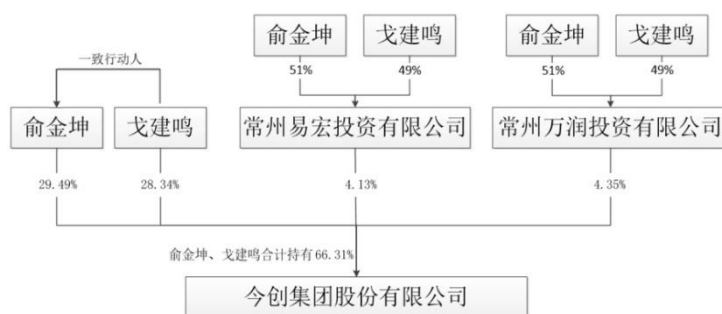 俞金坤
戈建鸣
俞金坤
戈建鸣
一致行动人
51%
49%
51%
49%
俞金坤
戈建鸣
常州易宏投资有限公司
常州万润投资有限公司
29.49%
28.34%
4.13%
4.35%
俞金坤、戈建鸣合计持有66.31%
今创集团股份有限公司